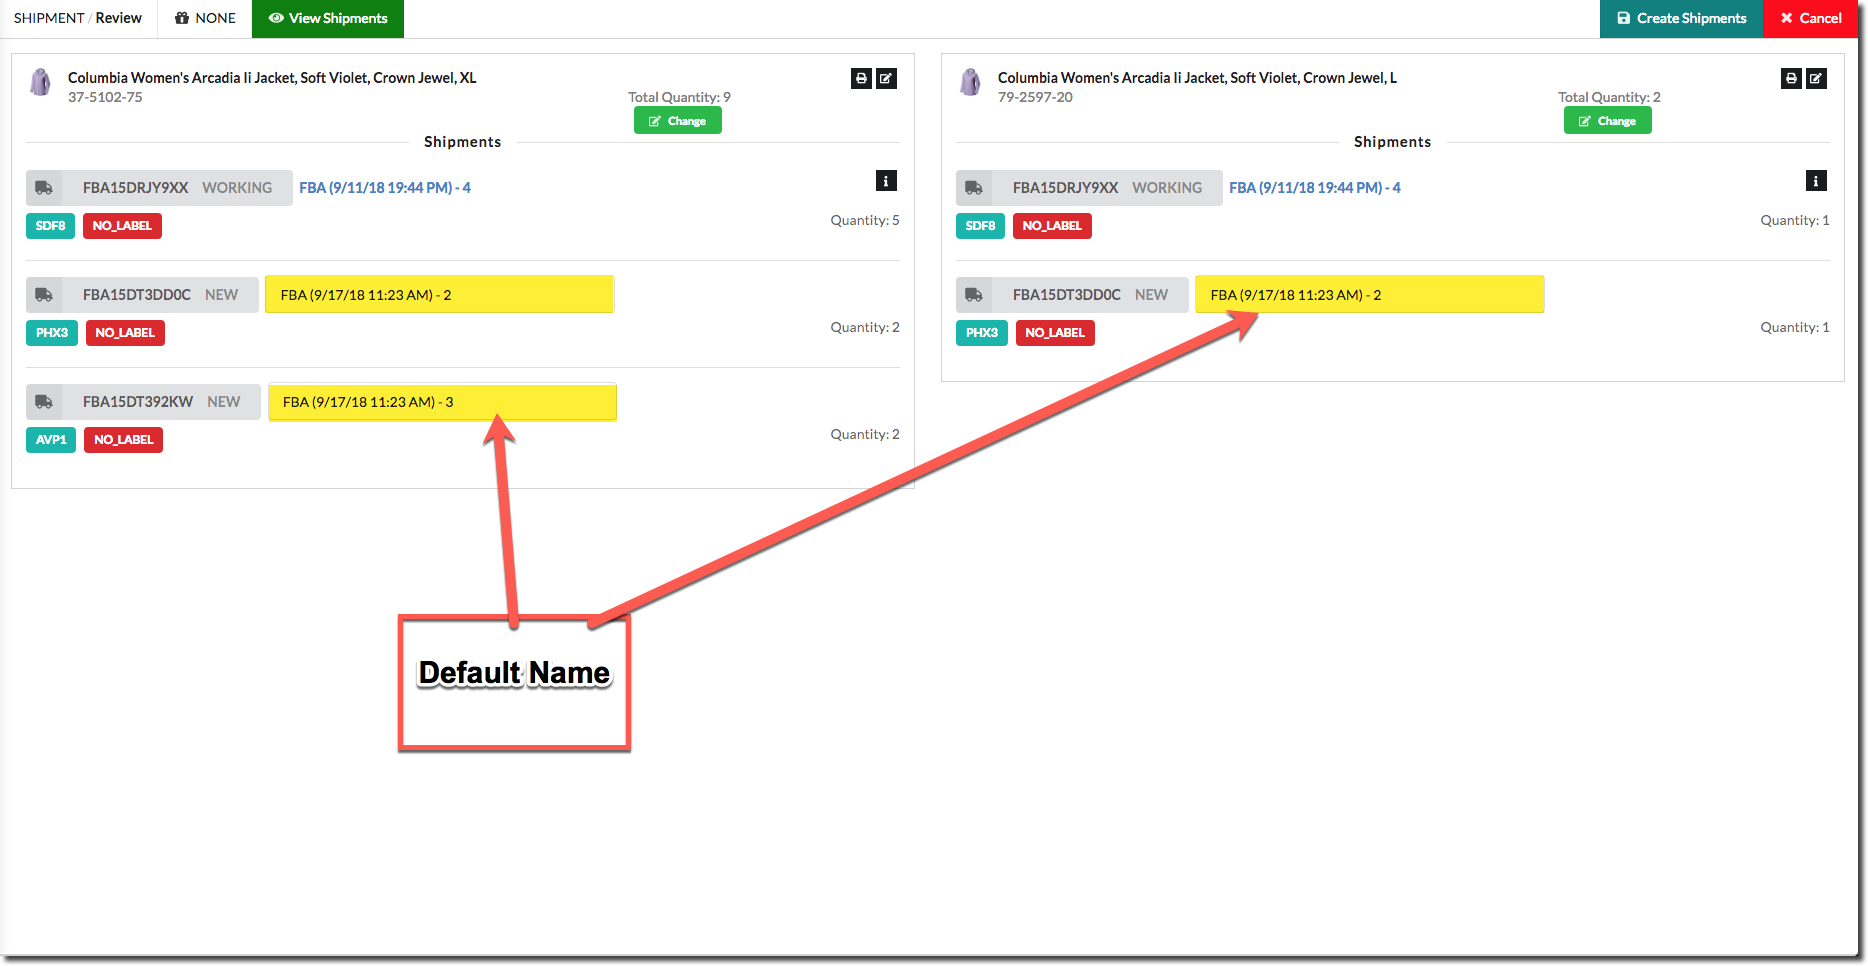 SHIPMENT / Review NONE View Shipments Create Shipments Cancel
Columbia Women's Arcadia Ii Jacket, Soft Violet, Crown Jewel, XL
37-5102-75
Total Quantity: 9
Change
Shipments
FBA15DRJY9XX WORKING FBA (9/11/18 19:44 PM) - 4
SDF8 NO_LABEL Quantity: 5
FBA15DT3DD0C NEW FBA (9/17/18 11:23 AM) - 2
PHX3 NO_LABEL Quantity: 2
FBA15DT392KW NEW FBA (9/17/18 11:23 AM) - 3
AVP1 NO_LABEL Quantity: 2
Columbia Women's Arcadia Ii Jacket, Soft Violet, Crown Jewel, L
79-2597-20
Total Quantity: 2
Change
Shipments
FBA15DRJY9XX WORKING FBA (9/11/18 19:44 PM) - 4
SDF8 NO_LABEL Quantity: 1
FBA15DT3DD0C NEW FBA (9/17/18 11:23 AM) - 2
PHX3 NO_LABEL Quantity: 1
Default Name